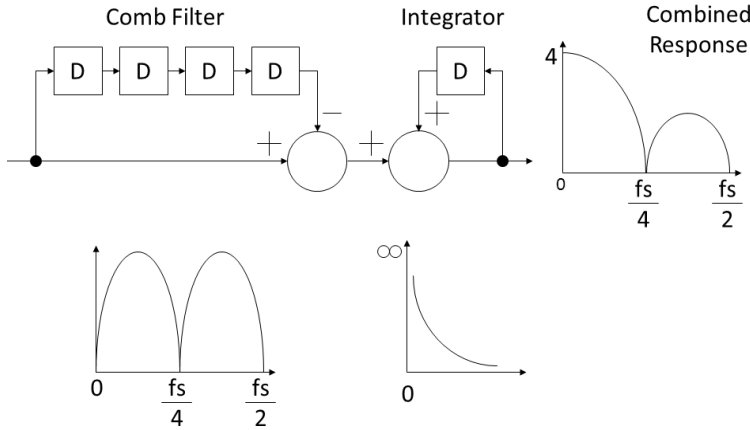 Comb Filter
Integrator
Combined
Response
D
D
D
D
D
4
−
+
+
+
0
fs
4
fs
2
∞
0
fs
4
fs
2
0